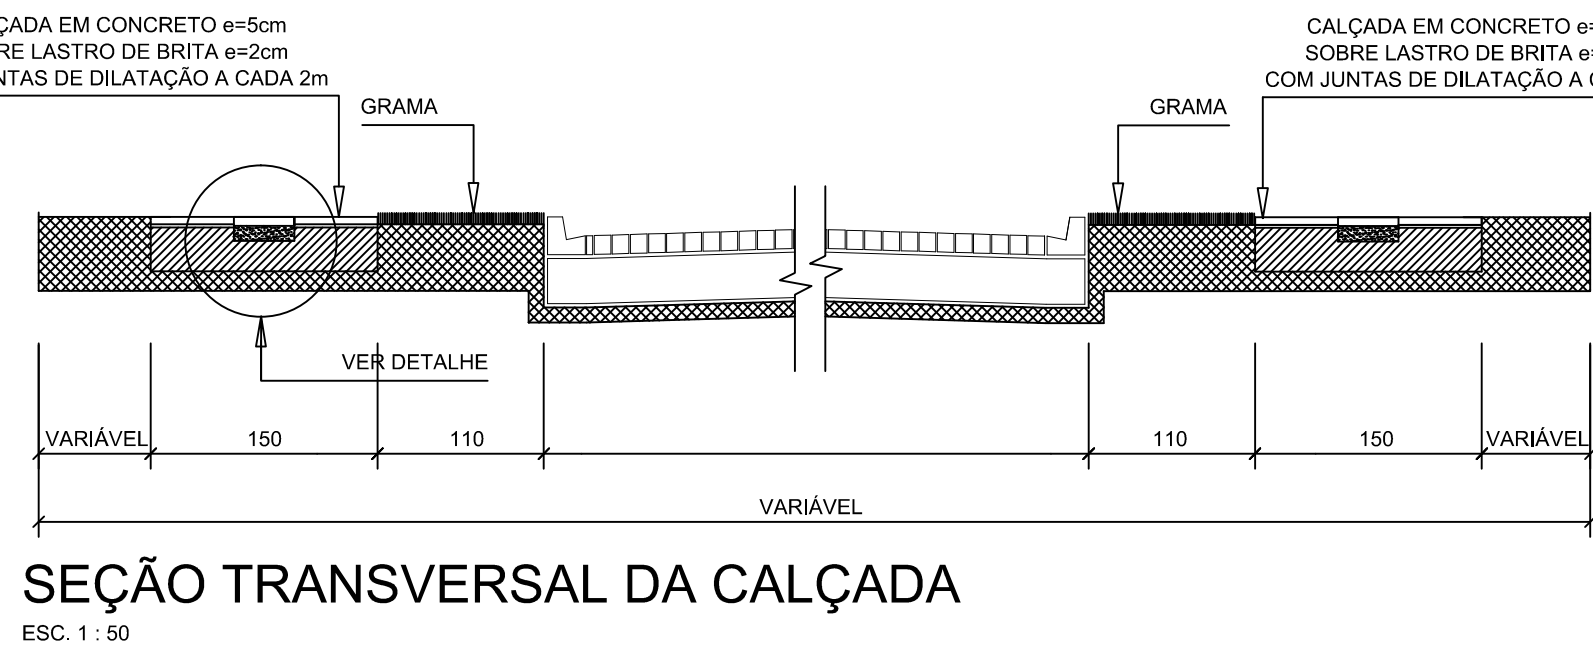 ÇADA EM CONCRETO e=5cm
RE LASTRO DE BRITA e=2cm
NTAS DE DILATAÇÃO A CADA 2m
CALÇADA EM CONCRETO e=
SOBRE LASTRO DE BRITA e=
COM JUNTAS DE DILATAÇÃO A
GRAMA
GRAMA
VER DETALHE
VARIÁVEL
150
110
110
150
VARIÁVEL
VARIÁVEL
SEÇÃO TRANSVERSAL DA CALÇADA
ESC. 1 : 50